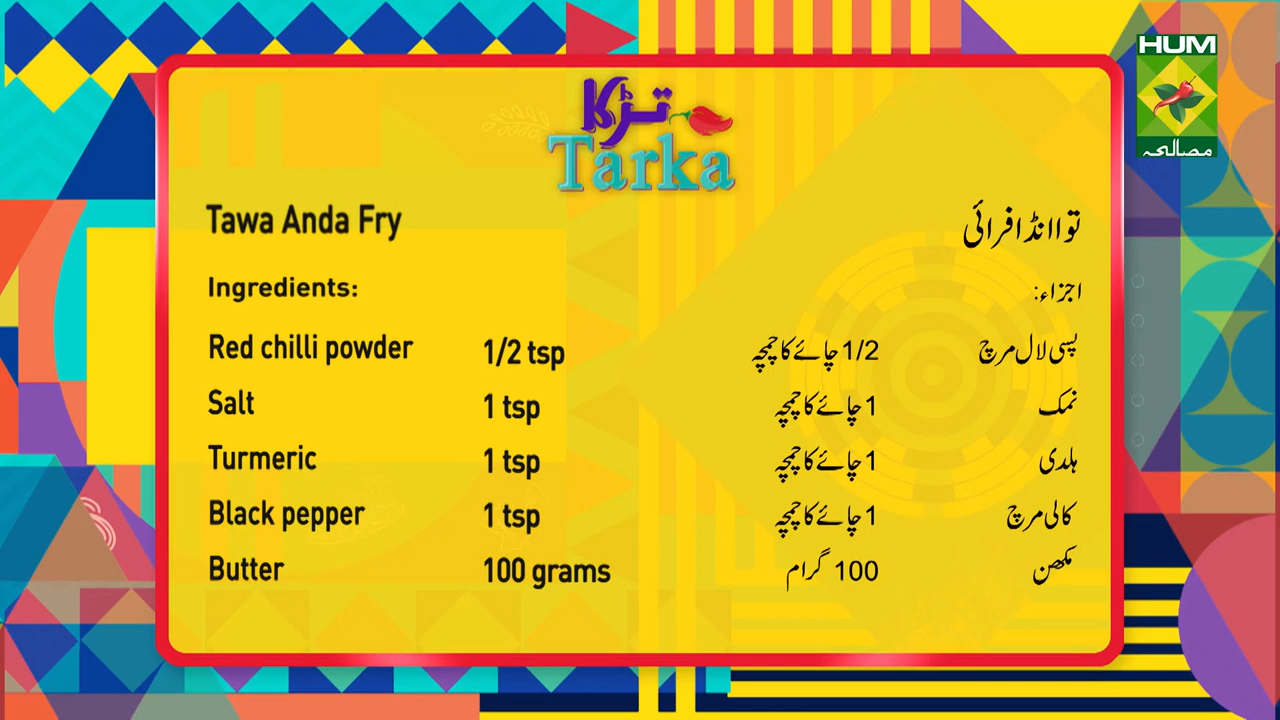 HUM
مصالحہ
تڑکا
Tarka
Tawa Anda Fry توا انڈا فرائی
Ingredients: اجزاء:
Red chilli powder 1/2 tsp پسی لال مرچ 1/2 چائے کا چمچہ
Salt 1 tsp نمک 1 چائے کا چمچہ
Turmeric 1 tsp ہلدی 1 چائے کا چمچہ
Black pepper 1 tsp کالی مرچ 1 چائے کا چمچہ
Butter 100 grams مکھن 100 گرام